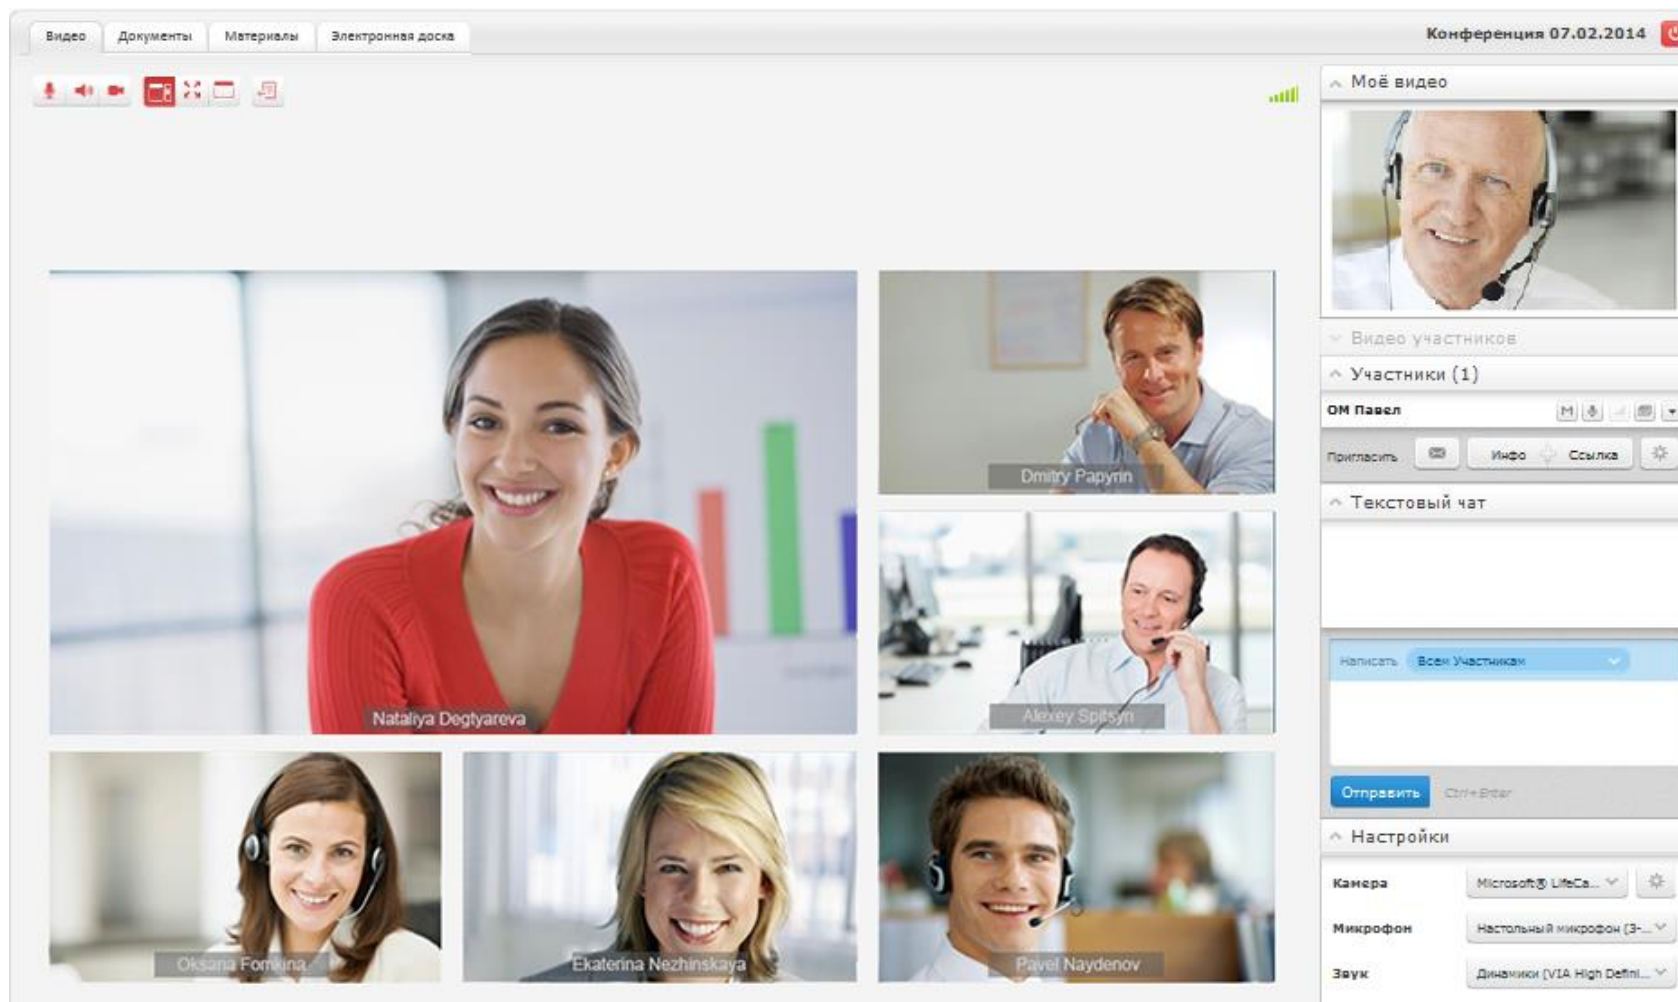 Видео Документы Материалы Электронная доска
Конференция 07.02.2014
Моё видео
Видео участников
Участники (1)
ОМ Павел
M
Пригласить Инфо Ссылка
Текстовый чат
Написать Всем Участникам
Отправить Ctrl+Enter
Настройки
Камера Microsoft® LifeCa...
Микрофон Настольный микрофон (3-...
Звук Динамики (VIA High Defini...
Nataliya Degtyareva
Dmitry Papyrin
Alexey Spitsyn
Oksana Fomkina
Ekaterina Nezhinskaya
Pavel Naydenov